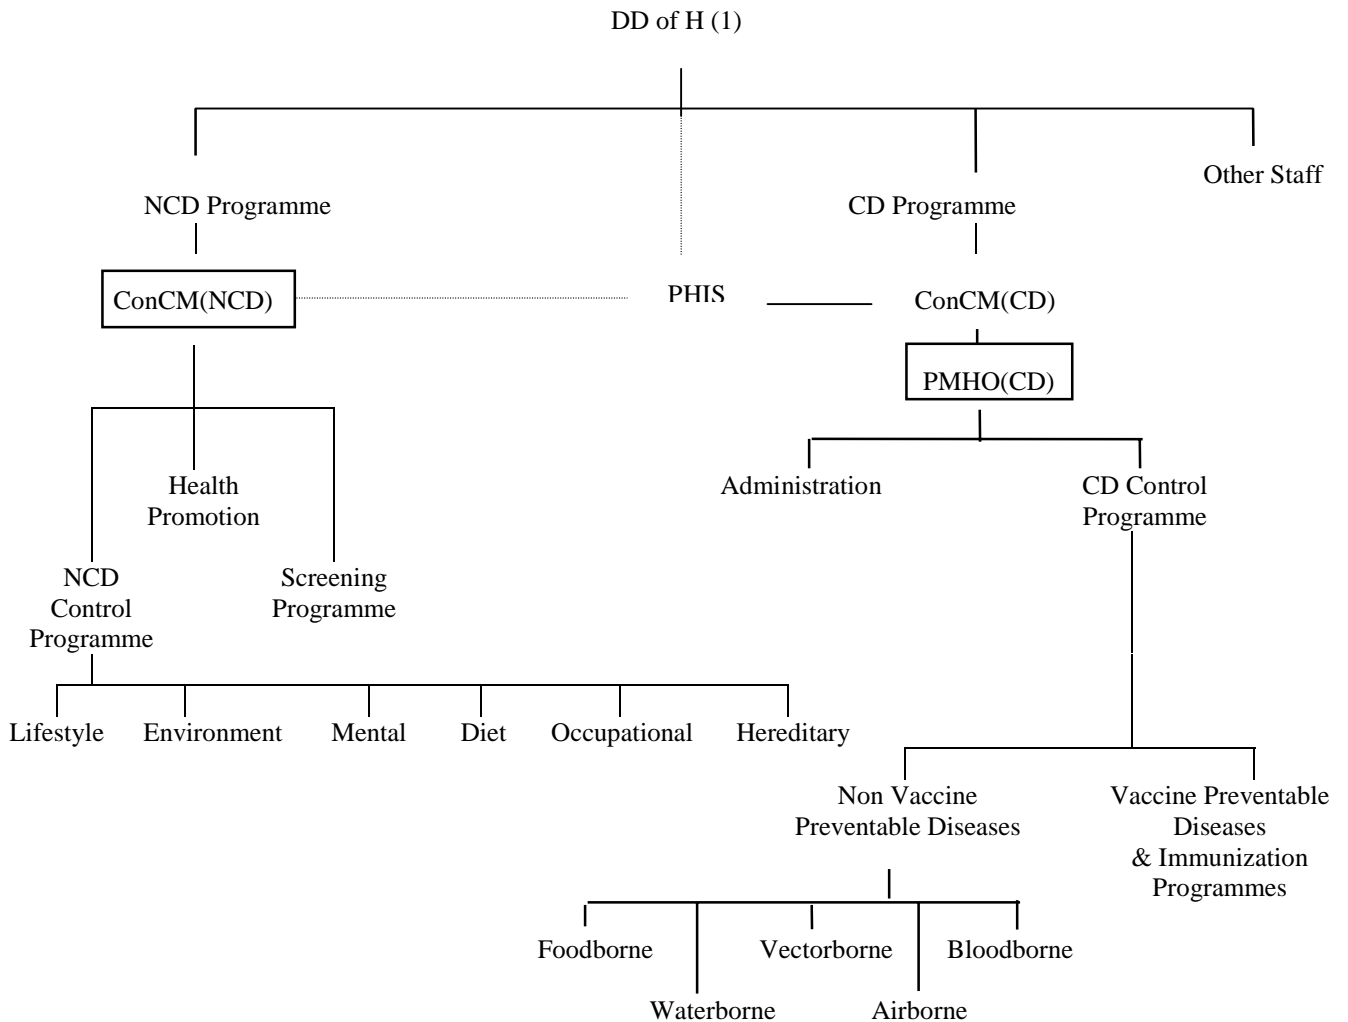 DD of H (1)
Other Staff
NCD Programme
CD Programme
ConCM(NCD)
PHIS
ConCM(CD)
PMHO(CD)
Health
Promotion
Administration
CD Control
Programme
NCD
Control
Programme
Screening
Programme
Lifestyle
Environment
Mental
Diet
Occupational
Hereditary
Non Vaccine
Preventable Diseases
Vaccine Preventable
Diseases
& Immunization
Programmes
Foodborne
Vectorborne
Bloodborne
Waterborne
Airborne